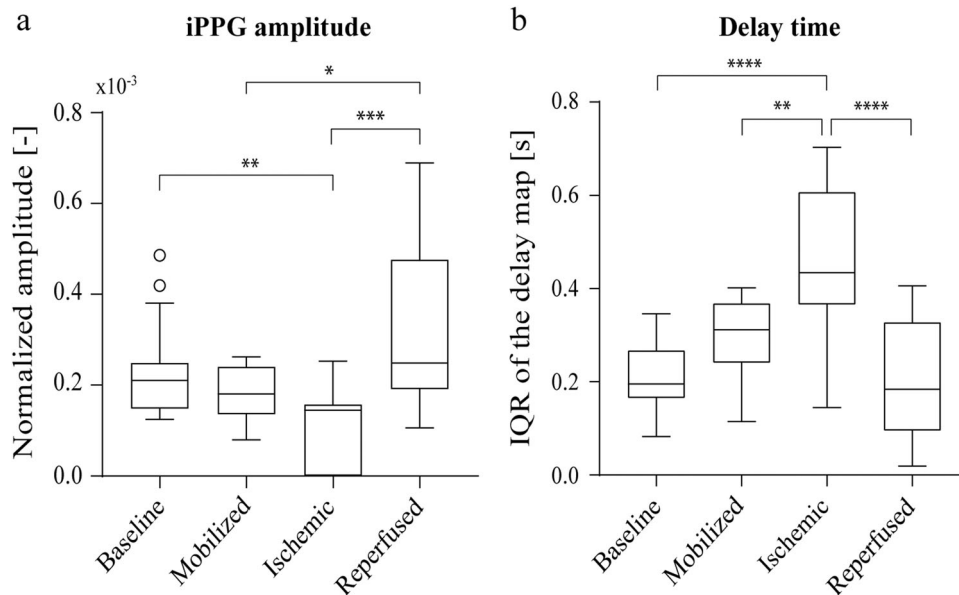 a
iPPG amplitude
x10-3
Normalized amplitude [-]
0.8
0.6
0.4
0.2
0.0
*
***
**
Baseline
Mobilized
Ischemic
Reperfused
b
Delay time
IQR of the delay map [s]
0.8
0.6
0.4
0.2
0.0
****
**
****
Baseline
Mobilized
Ischemic
Reperfused